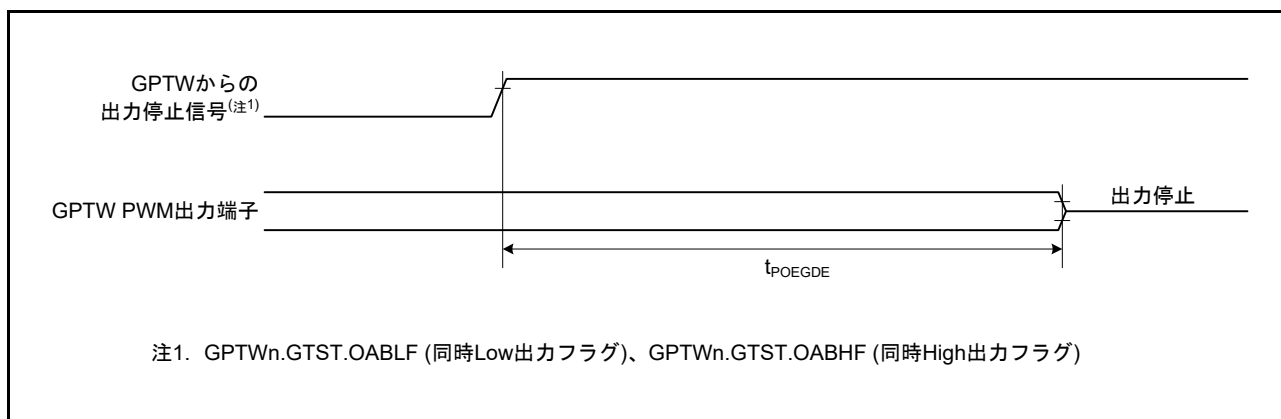 GPTWからの
出力停止信号(注1)
GPTW PWM出力端子
出力停止
tPOEGDE
注1. GPTWn.GTST.OABLF (同時Low出力フラグ)、GPTWn.GTST.OABHF (同時High出力フラグ)